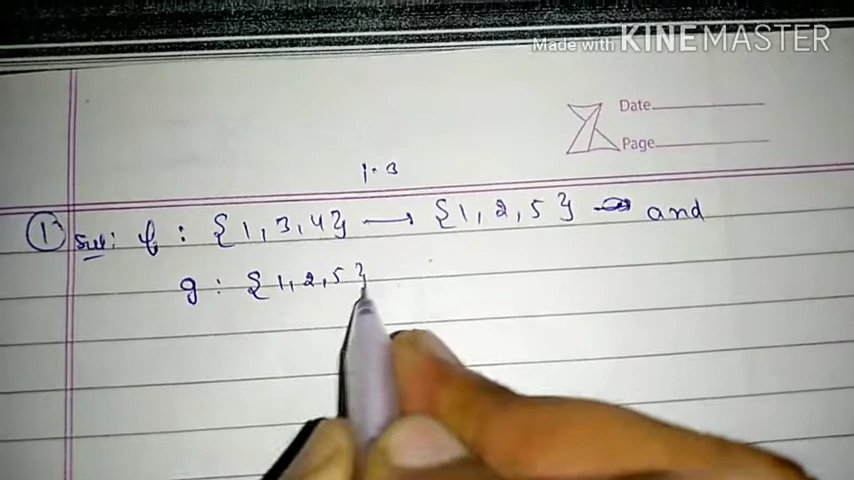 Made with KINEMASTER
Date
Page
1.3
① Sol: f : {1,3,4} → {1,2,5} and
g : {1,2,5}